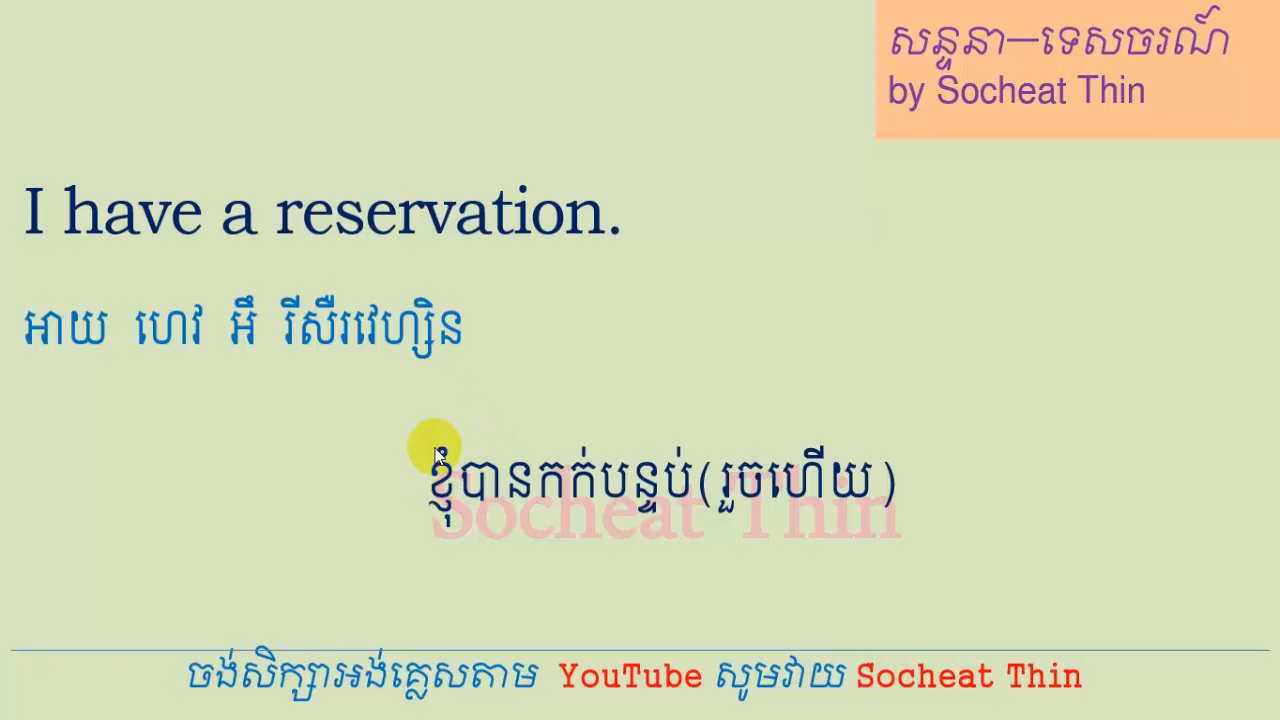 សន្ទនា—ទេសចរណ៍
by Socheat Thin
I have a reservation.
អាយ ហេវ អឺ រីសឺរវេហ្សិន
ខ្ញុំបានកក់បន្ទប់(រួចហើយ)
Socheat Thin
ចង់សិក្សាអង់គ្លេសតាម YouTube សូមវាយ Socheat Thin